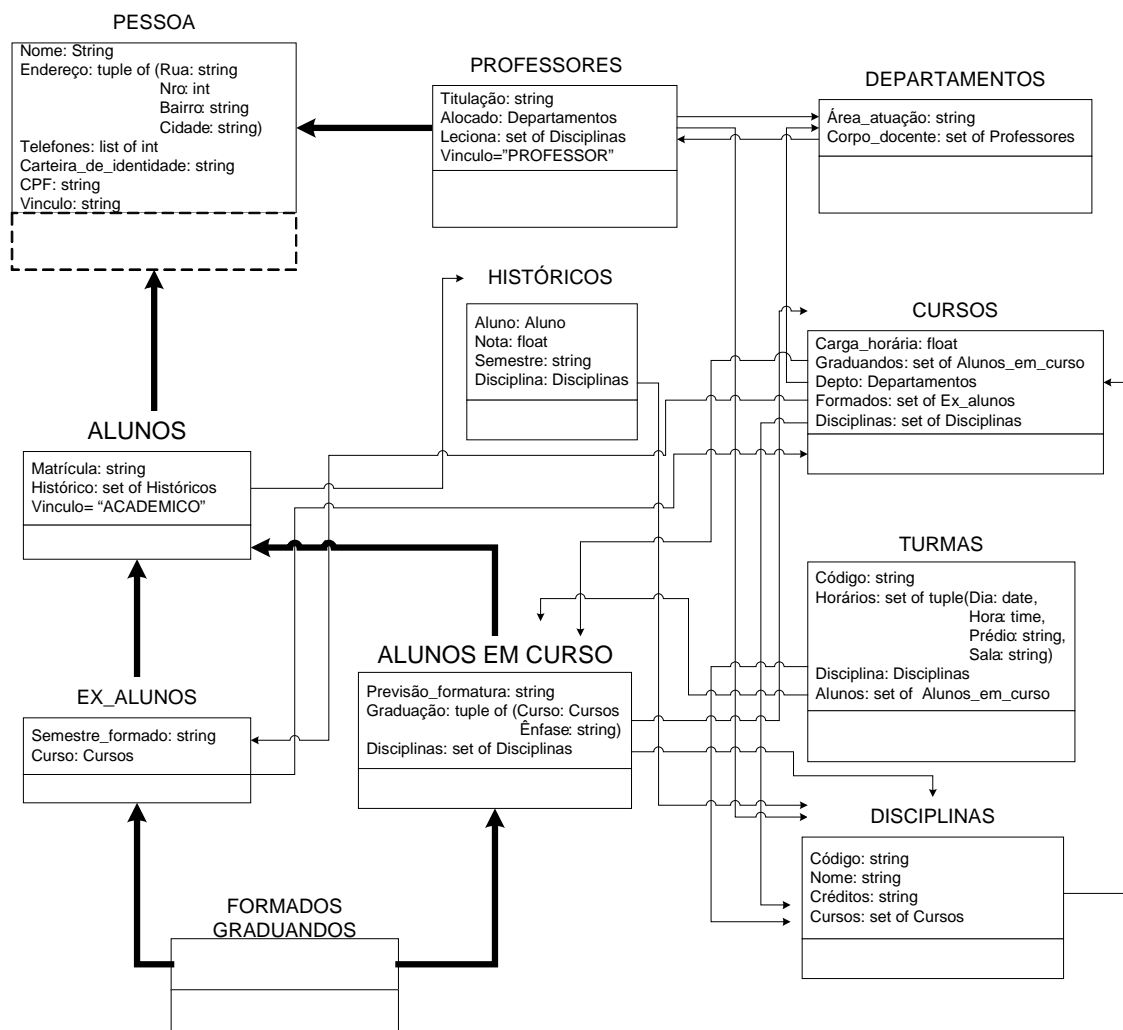 PESSOA
Nome: String
Endereço: tuple of (Rua: string
Nro: int
Bairro: string
Cidade: string)
Telefones: list of int
Carteira_de_identidade: string
CPF: string
Vinculo: string
PROFESSORES
Titulação: string
Alocado: Departamentos
Leciona: set of Disciplinas
Vinculo="PROFESSOR"
DEPARTAMENTOS
Área_atuação: string
Corpo_docente: set of Professores
HISTÓRICOS
Aluno: Aluno
Nota: float
Semestre: string
Disciplina: Disciplinas
CURSOS
Carga_horária: float
Graduandos: set of Alunos_em_curso
Depto: Departamentos
Formados: set of Ex_alunos
Disciplinas: set of Disciplinas
ALUNOS
Matrícula: string
Histórico: set of Históricos
Vinculo= “ACADEMICO”
TURMAS
Código: string
Horários: set of tuple(Dia: date,
Hora: time,
Prédio: string,
Sala: string)
Disciplina: Disciplinas
Alunos: set of Alunos_em_curso
EX_ALUNOS
Semestre_formado: string
Curso: Cursos
ALUNOS EM CURSO
Previsão_formatura: string
Graduação: tuple of (Curso: Cursos
Ênfase: string)
Disciplinas: set of Disciplinas
DISCIPLINAS
Código: string
Nome: string
Créditos: string
Cursos: set of Cursos
FORMADOS
GRADUANDOS